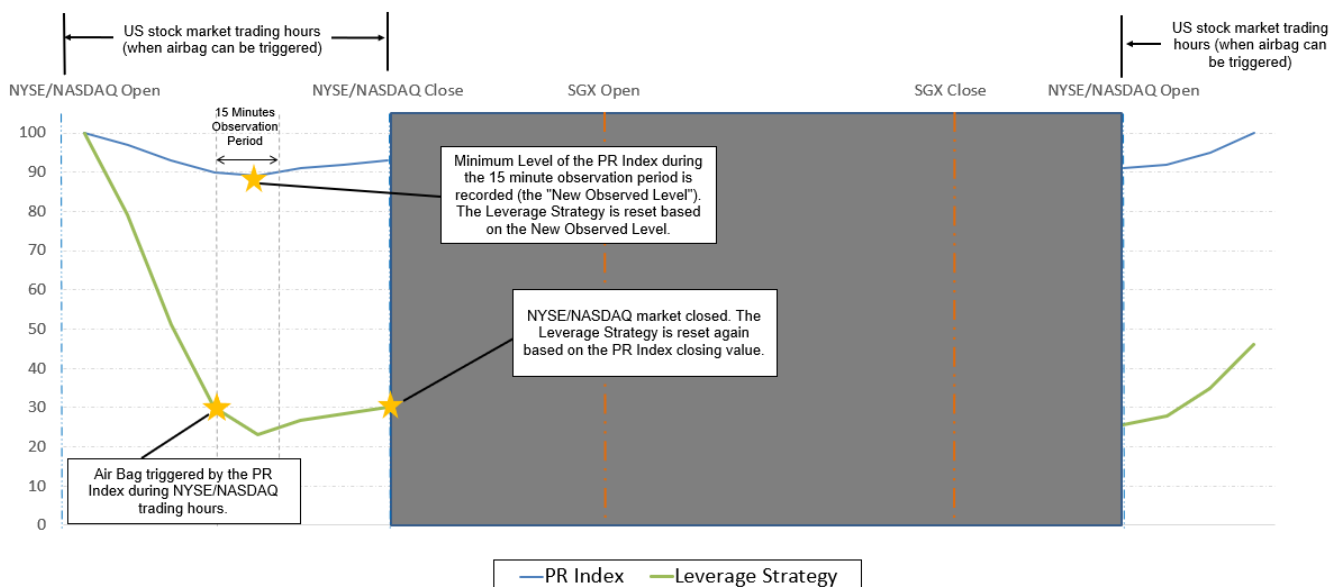 US stock market trading hours
(when airbag can be triggered)
US stock market trading
hours (when airbag can
be triggered)
NYSE/NASDAQ Open
NYSE/NASDAQ Close
SGX Open
SGX Close
NYSE/NASDAQ Open
15 Minutes
Observation
Period
100
90
80
70
60
50
40
30
20
10
0
Minimum Level of the PR Index during
the 15 minute observation period is
recorded (the "New Observed Level").
The Leverage Strategy is reset based
on the New Observed Level.
NYSE/NASDAQ market closed. The
Leverage Strategy is reset again
based on the PR Index closing value.
Air Bag triggered by the PR
Index during NYSE/NASDAQ
trading hours.
PR Index
Leverage Strategy